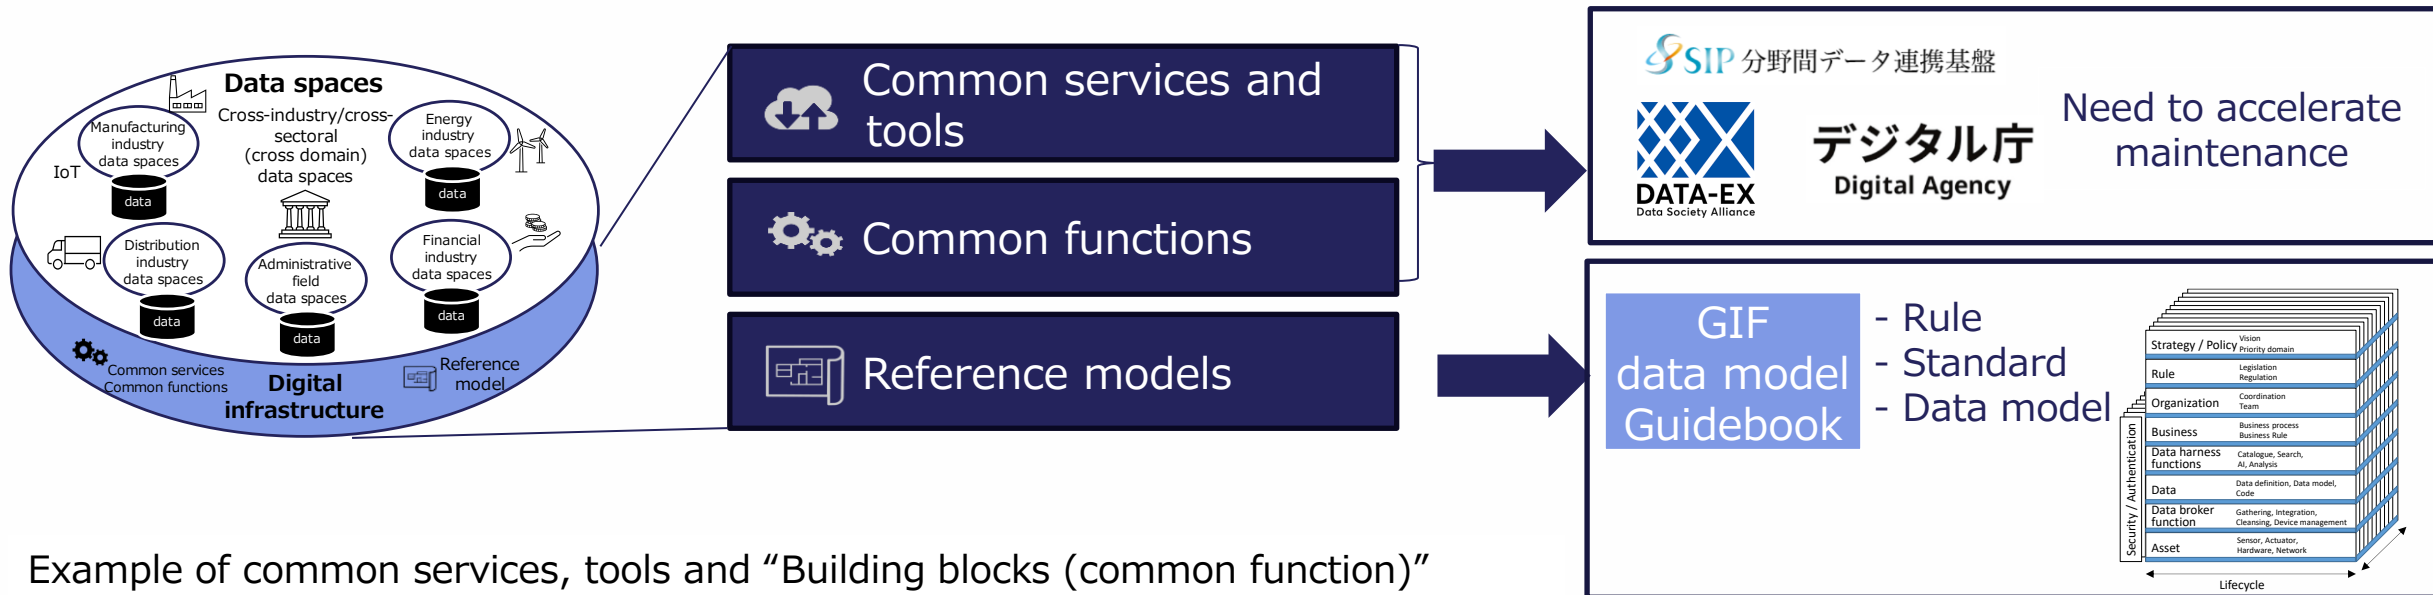 Data spaces
Cross-industry/cross-
sectoral
(cross domain)
data spaces
Manufacturing
industry
data spaces
IoT
data
Energy
industry
data spaces
data
Distribution
industry
data spaces
data
Administrative
field
data spaces
data
Financial
industry
data spaces
data
Common services
Common functions
Digital
infrastructure
Reference
model
Common services and
tools
Common functions
Reference models
SIP 分野間データ連携基盤
DATA-EX
Data Society Alliance
デジタル庁
Digital Agency
Need to accelerate
maintenance
GIF
data model
Guidebook
- Rule
- Standard
- Data model
Strategy / Policy
Vision
Priority domain
Rule
Legislation
Regulation
Organization
Coordination
Team
Business
Business process
Business Rule
Data harness
functions
Catalogue, Search,
AI, Analysis
Data
Data definition, Data model,
Code
Data broker
function
Gathering, Integration,
Cleansing, Device management
Asset
Sensor, Actuator,
Hardware, Network
Security / Authentication
Lifecycle
Example of common services, tools and “Building blocks (common function)”